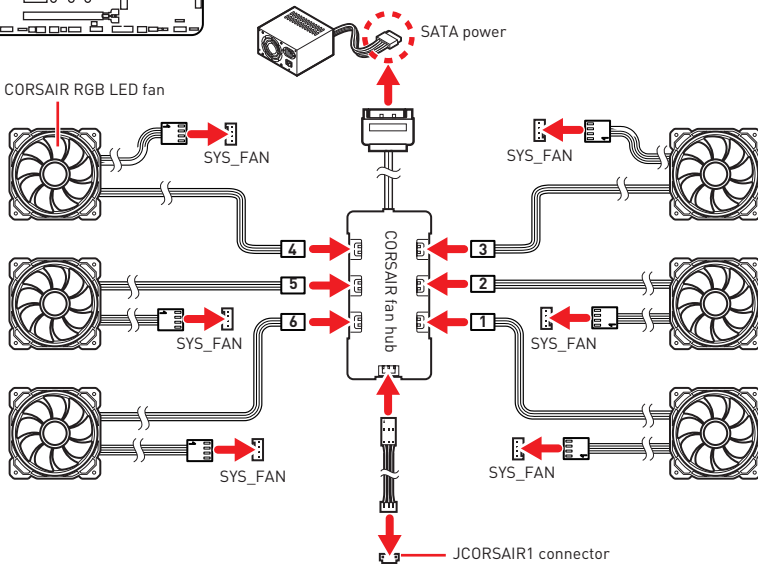 SATA power
CORSAIR RGB LED fan
SYS_FAN
SYS_FAN
4
3
CORSAIR fan hub
5
2
6
1
SYS_FAN
SYS_FAN
SYS_FAN
SYS_FAN
JCORSAIR1 connector